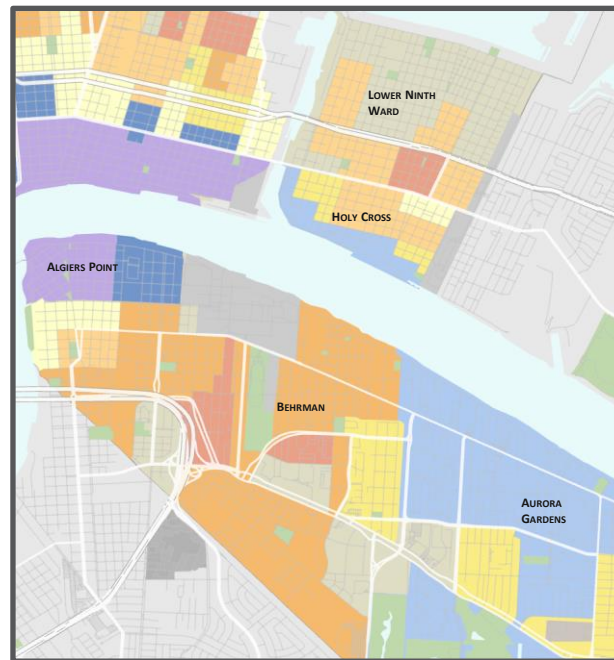 LOWER NINTH
WARD
HOLY CROSS
ALGIERS POINT
BEHRMAN
AURORA
GARDENS